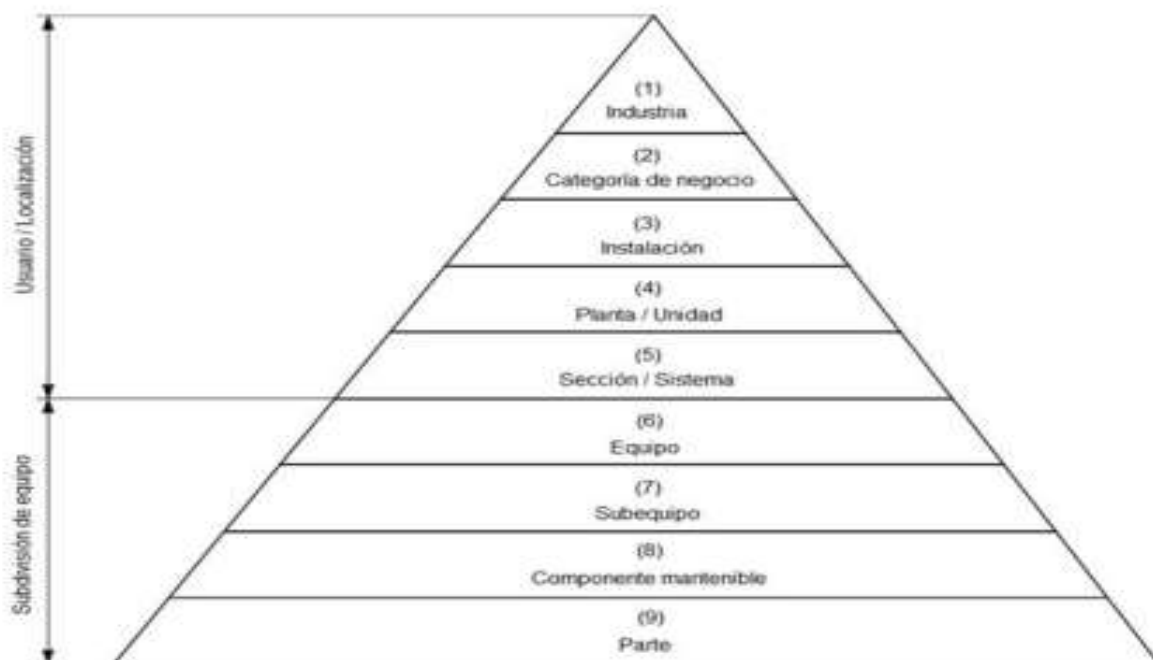 Usuario / Localización
Subdivisión de equipo
(1)
Industria
(2)
Categoría de negocio
(3)
Instalación
(4)
Planta / Unidad
(5)
Sección / Sistema
(6)
Equipo
(7)
Subequipo
(8)
Componente mantenible
(9)
Parte